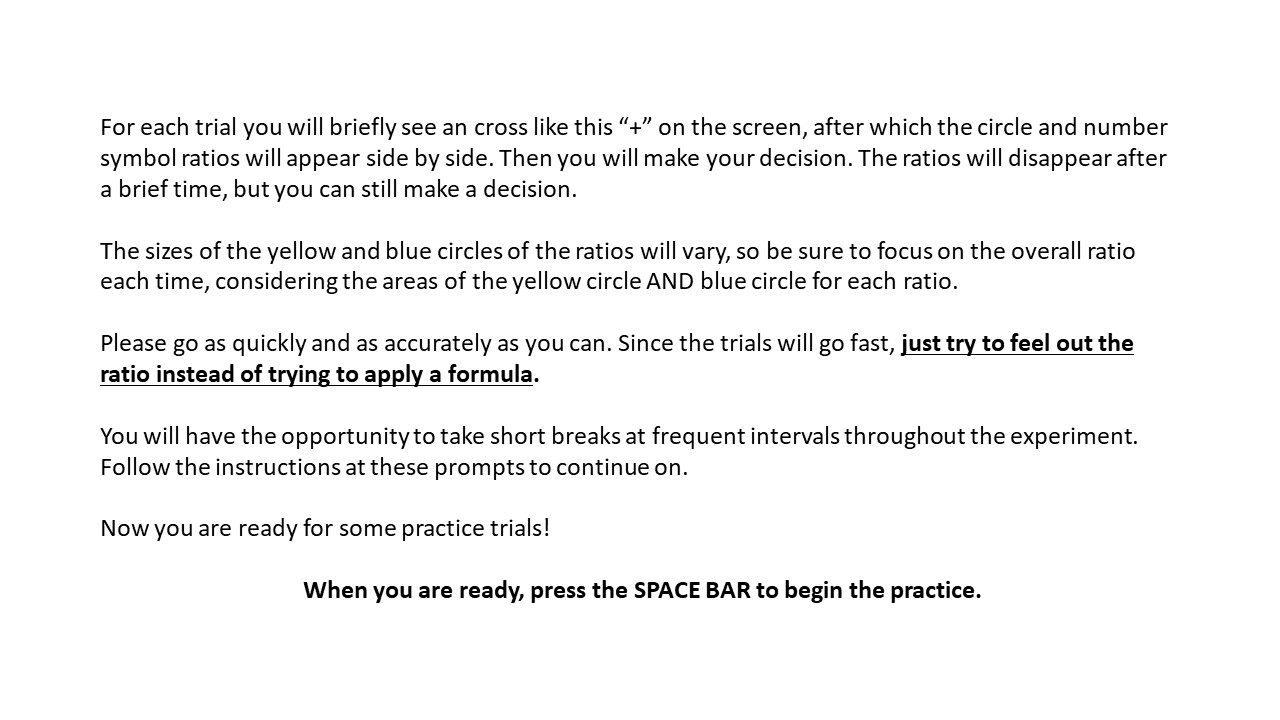 For each trial you will briefly see an cross like this “+” on the screen, after which the circle and number
symbol ratios will appear side by side. Then you will make your decision. The ratios will disappear after
a brief time, but you can still make a decision.
The sizes of the yellow and blue circles of the ratios will vary, so be sure to focus on the overall ratio
each time, considering the areas of the yellow circle AND blue circle for each ratio.
Please go as quickly and as accurately as you can. Since the trials will go fast, just try to feel out the
ratio instead of trying to apply a formula.
You will have the opportunity to take short breaks at frequent intervals throughout the experiment.
Follow the instructions at these prompts to continue on.
Now you are ready for some practice trials!
When you are ready, press the SPACE BAR to begin the practice.